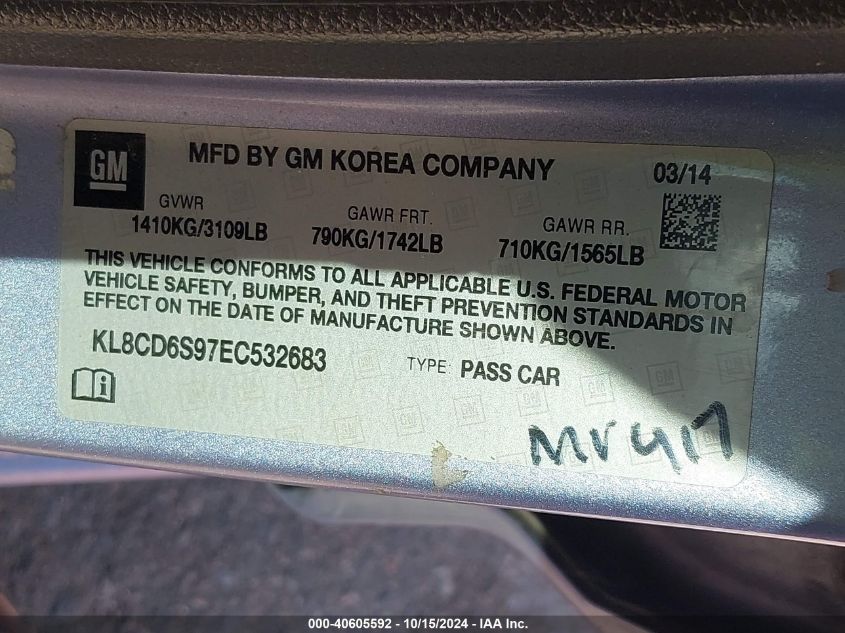 GM
MFD BY GM KOREA COMPANY
03/14
GVWR
1410KG/3109LB
GAWR FRT.
790KG/1742LB
GAWR RR.
710KG/1565LB
THIS VEHICLE CONFORMS TO ALL APPLICABLE U.S. FEDERAL MOTOR
VEHICLE SAFETY, BUMPER, AND THEFT PREVENTION STANDARDS IN
EFFECT ON THE DATE OF MANUFACTURE SHOWN ABOVE.
KL8CD6S97EC532683
TYPE: PASS CAR
MV417
000-40605592 - 10/15/2024 - IAA Inc.